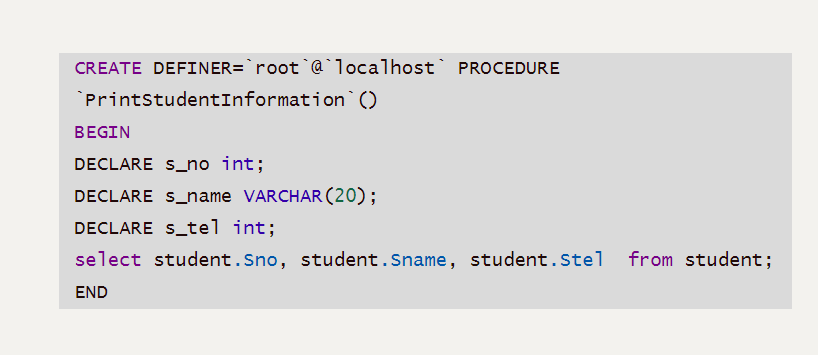 CREATE DEFINER=`root`@`localhost` PROCEDURE
`PrintStudentInformation`()
BEGIN
DECLARE s_no int;
DECLARE s_name VARCHAR(20);
DECLARE s_tel int;
select student.Sno, student.Sname, student.Stel  from student;
END